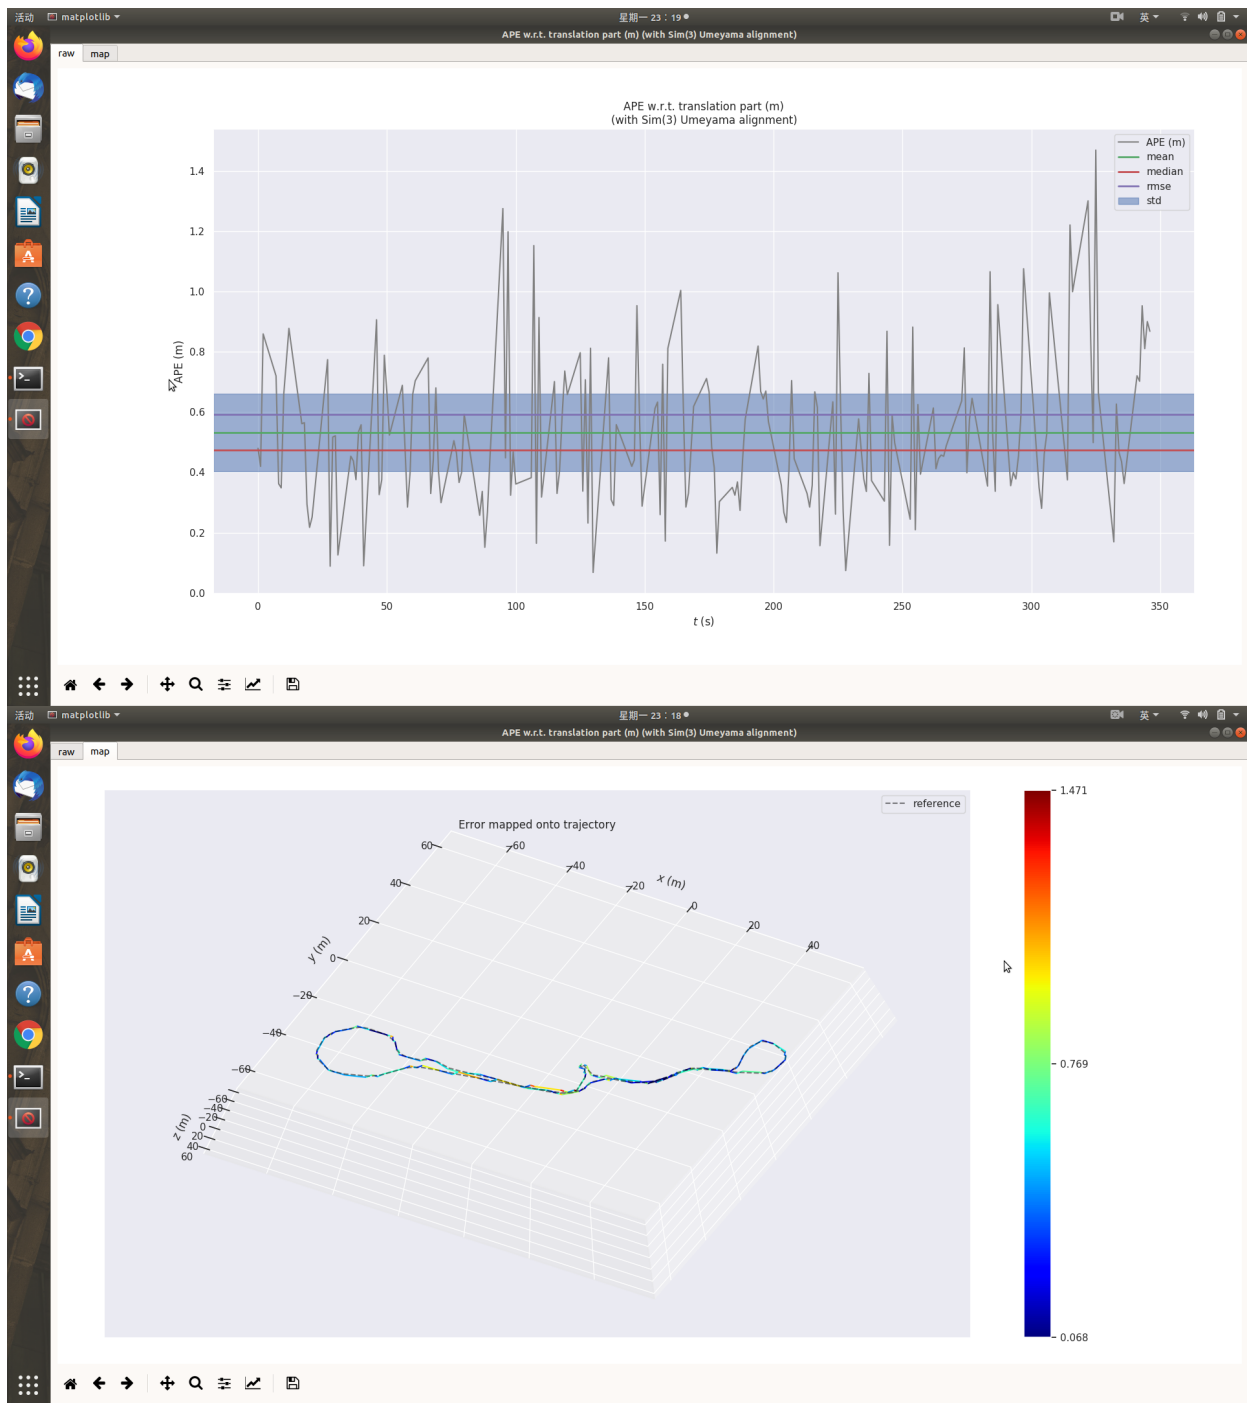 活动 matplotlib 星期一 23：19 英
APE w.r.t. translation part (m) (with Sim(3) Umeyama alignment)
raw map
APE w.r.t. translation part (m)
(with Sim(3) Umeyama alignment)
APE (m)
mean
median
rmse
std
1.4
1.2
1.0
0.8
0.6
0.4
0.2
0.0
APE (m)
0 50 100 150 200 250 300 350
t (s)
活动 matplotlib 星期一 23：18 英
APE w.r.t. translation part (m) (with Sim(3) Umeyama alignment)
raw map
reference
Error mapped onto trajectory
x (m)
−60 −40 −20 0 20 40
y (m)
60 40 20 0 −20 −40 −60
z (m)
−60 −40 −20 0 20 40 60
1.471
0.769
0.068